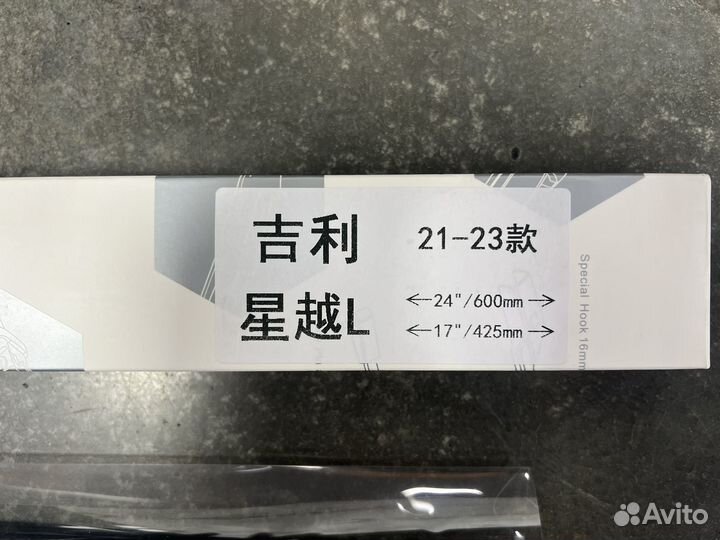 吉利 21-23款
星越L
24"/600mm
17"/425mm
Special Hook 16mm
Avito